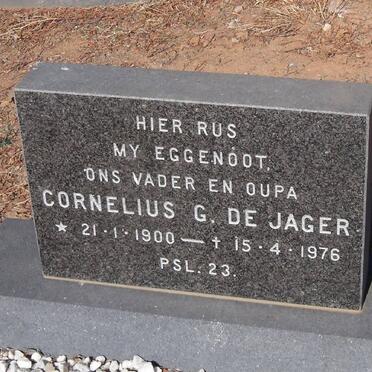 HIER RUS
MY EGGENOOT,
ONS VADER EN OUPA
CORNELIUS G. DE JAGER
★ 21·1·1900 — † 15·4·1976
PSL. 23.